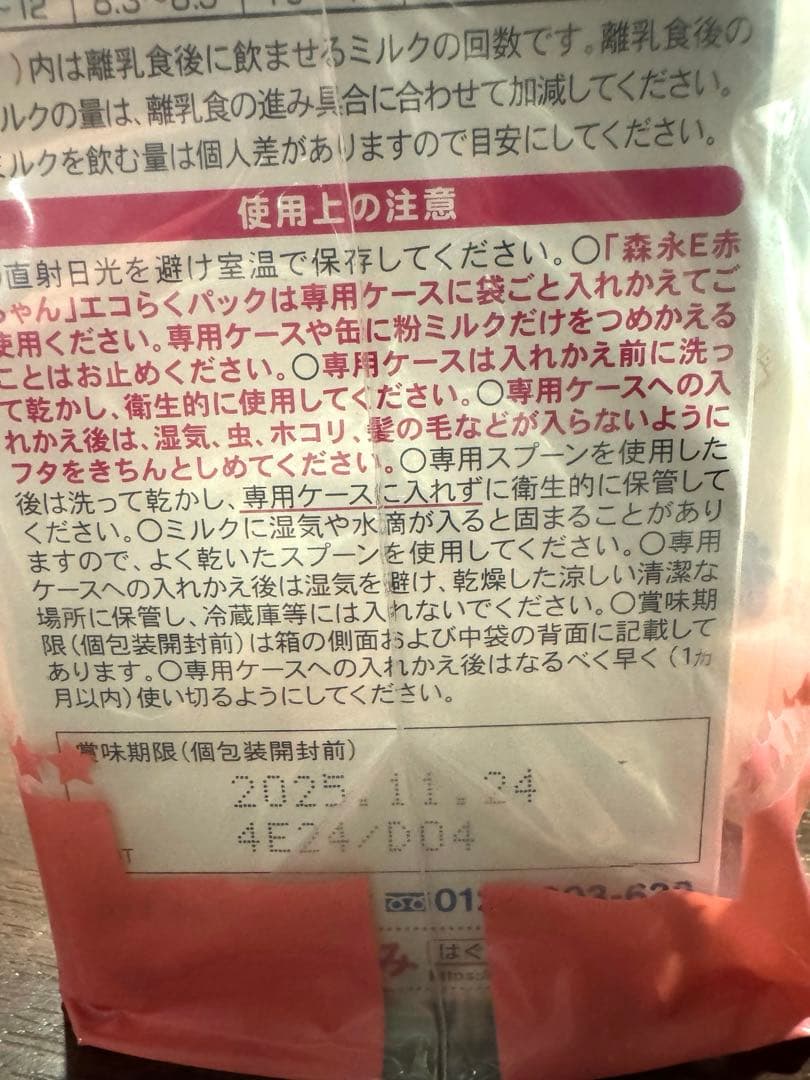 ~12 8.3~8.5
)内は離乳食後に飲ませるミルクの回数です。離乳食後の
ルクの量は、離乳食の進み具合に合わせて加減してください。
ミルクを飲む量は個人差がありますので目安にしてください。
使用上の注意
直射日光を避け室温で保存してください。〇「森永E赤
ちゃん」エコらくパックは専用ケースに袋ごと入れかえてご
使用ください。専用ケースや缶に粉ミルクだけをつめかえる
ことはお止めください。〇専用ケースは入れかえ前に洗っ
て乾かし、衛生的に使用してください。〇専用ケースへの入
れかえ後は、湿気、虫、ホコリ、髪の毛などが入らないように
フタをきちんとしめてください。〇専用スプーンを使用した
後は洗って乾かし、専用ケースに入れずに衛生的に保管して
ください。〇ミルクに湿気や水滴が入ると固まることがあり
ますので、よく乾いたスプーンを使用してください。〇専用
ケースへの入れかえ後は湿気を避け、乾燥した涼しい清潔な
場所に保管し、冷蔵庫等には入れないでください。〇賞味期
限(個包装開封前)は箱の側面および中袋の背面に記載して
あります。〇専用ケースへの入れかえ後はなるべく早く(1カ
月以内)使い切るようにしてください。
賞味期限(個包装開封前)
2025.11.24
4E24/D04
T
み はぐ